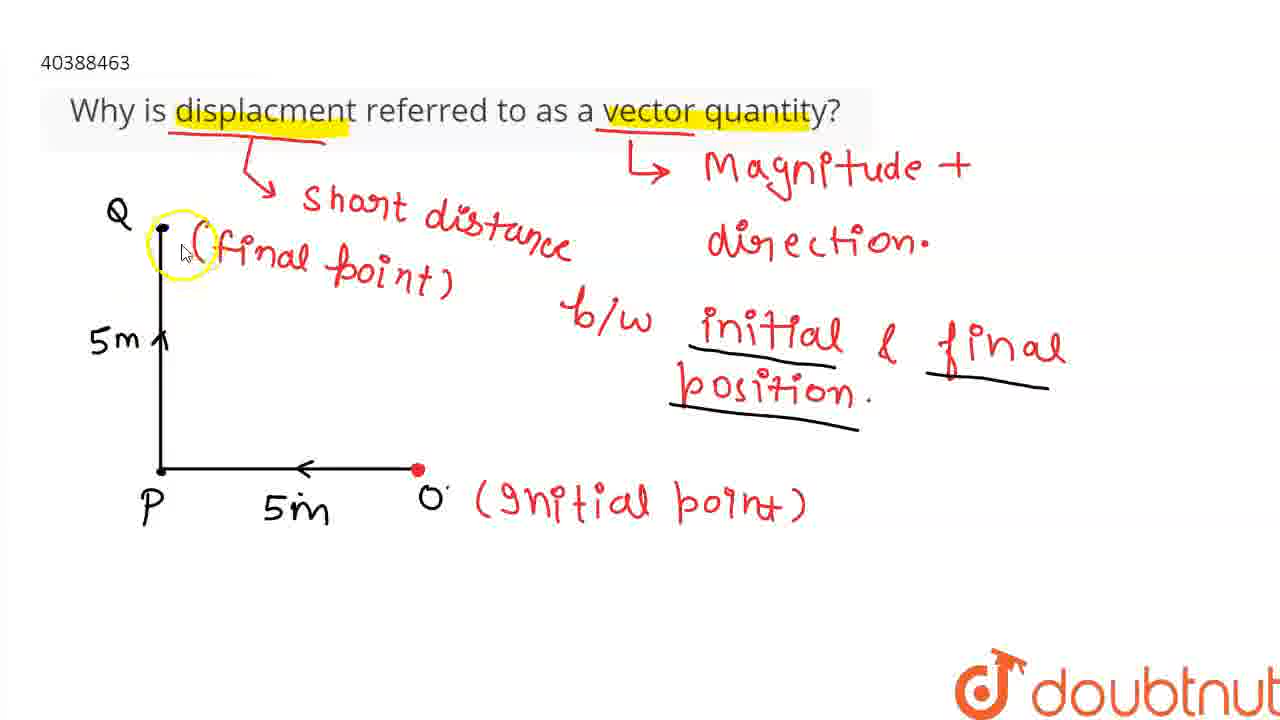 40388463
Why is displacment referred to as a vector quantity?
Magnitude +
direction.
Short distance
b/w initial & final
position.
Q
(final point)
5m
P
5m
O
(Initial point)
doubtnut